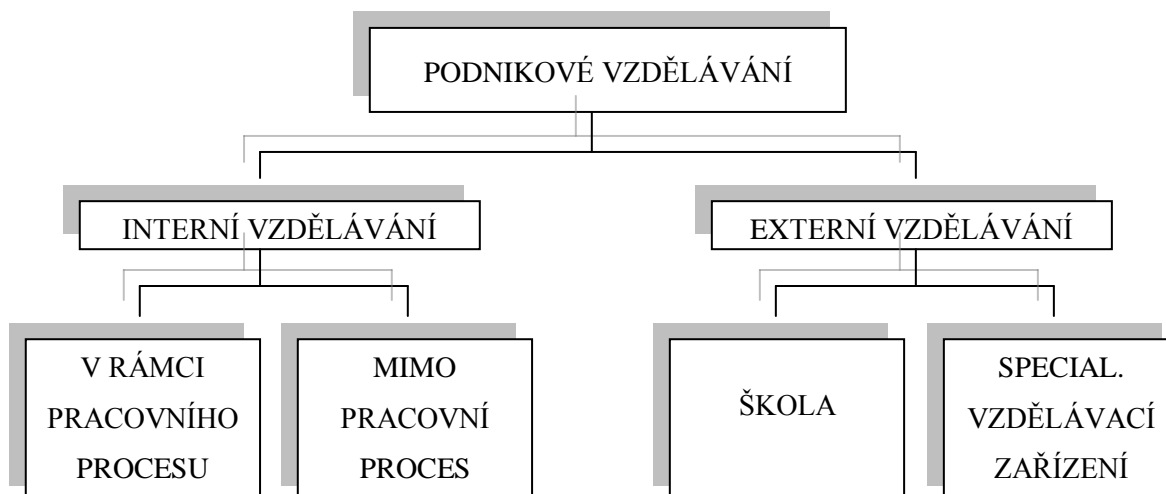 PODNIKOVÉ VZDĚLÁVÁNÍ
INTERNÍ VZDĚLÁVÁNÍ
EXTERNÍ VZDĚLÁVÁNÍ
V RÁMCI
PRACOVNÍHO
PROCESU
MIMO
PRACOVNÍ
PROCES
ŠKOLA
SPECIAL.
VZDĚLÁVACÍ
ZAŘÍZENÍ